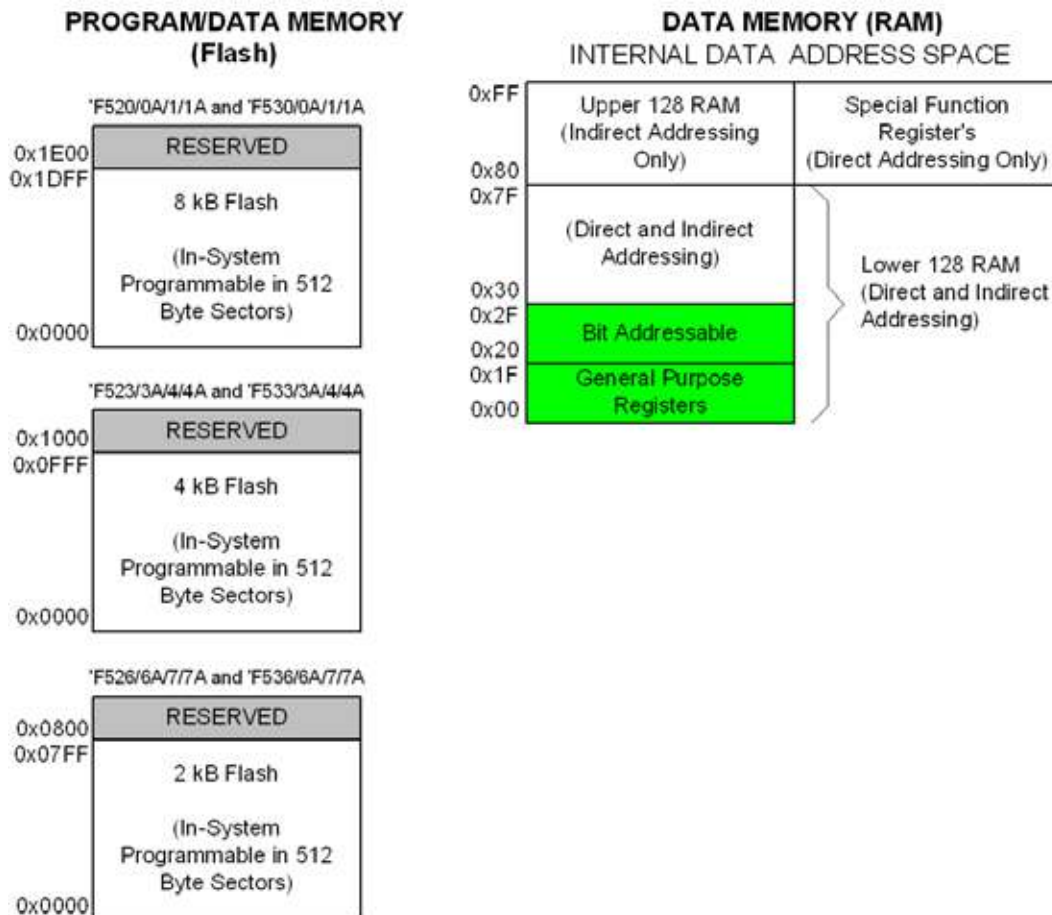 PROGRAM/DATA MEMORY
(Flash)
'F520/0A/1/1A and 'F530/0A/1/1A
0x1E00
RESERVED
0x1DFF
8 kB Flash
(In-System
Programmable in 512
Byte Sectors)
0x0000
'F523/3A/4/4A and 'F533/3A/4/4A
0x1000
RESERVED
0x0FFF
4 kB Flash
(In-System
Programmable in 512
Byte Sectors)
0x0000
'F526/6A/7/7A and 'F536/6A/7/7A
0x0800
RESERVED
0x07FF
2 kB Flash
(In-System
Programmable in 512
Byte Sectors)
0x0000
DATA MEMORY (RAM)
INTERNAL DATA ADDRESS SPACE
0xFF
Upper 128 RAM
(Indirect Addressing
Only)
0x80
Special Function
Register's
(Direct Addressing Only)
0x7F
(Direct and Indirect
Addressing)
0x30
0x2F
Bit Addressable
0x20
0x1F
General Purpose
Registers
0x00
Lower 128 RAM
(Direct and Indirect
Addressing)